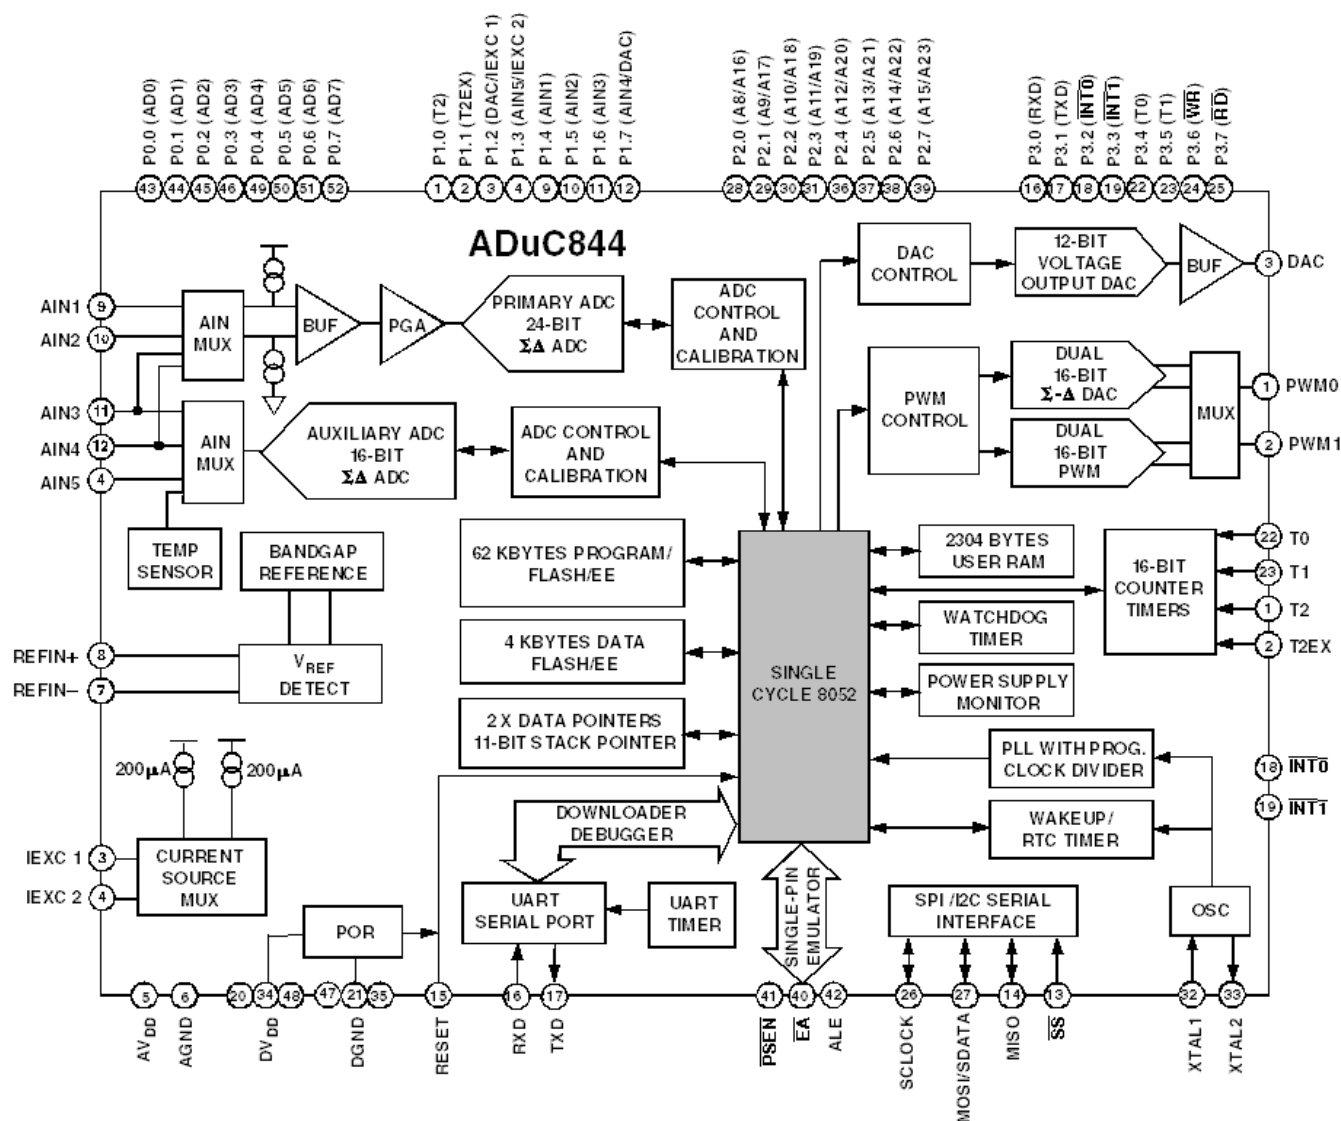 P0.0 (AD0)
P0.1 (AD1)
P0.2 (AD2)
P0.3 (AD3)
P0.4 (AD4)
P0.5 (AD5)
P0.6 (AD6)
P0.7 (AD7)
P1.0 (T2)
P1.1 (T2EX)
P1.2 (DAC/IEXC 1)
P1.3 (AIN5/IEXC 2)
P1.4 (AIN1)
P1.5 (AIN2)
P1.6 (AIN3)
P1.7 (AIN4/DAC)
P2.0 (A8/A16)
P2.1 (A9/A17)
P2.2 (A10/A18)
P2.3 (A11/A19)
P2.4 (A12/A20)
P2.5 (A13/A21)
P2.6 (A14/A22)
P2.7 (A15/A23)
P3.0 (RXD)
P3.1 (TXD)
P3.2 (INT0)
P3.3 (INT1)
P3.4 (T0)
P3.5 (T1)
P3.6 (WR)
P3.7 (RD)
43 44 45 46 49 50 51 52
1 2 3 4 9 10 11 12
28 29 30 31 36 37 38 39
16 17 18 19 22 23 24 25
ADuC844
AIN1 9
AIN2 10
AIN3 11
AIN4 12
AIN5 4
AIN
MUX
BUF
PGA
PRIMARY ADC
24-BIT
ΣΔ ADC
ADC
CONTROL
AND
CALIBRATION
DAC
CONTROL
12-BIT
VOLTAGE
OUTPUT DAC
BUF
3 DAC
AIN
MUX
AUXILIARY ADC
16-BIT
ΣΔ ADC
ADC CONTROL
AND
CALIBRATION
PWM
CONTROL
DUAL
16-BIT
Σ-Δ DAC
DUAL
16-BIT
PWM
MUX
1 PWM0
2 PWM1
TEMP
SENSOR
BANDGAP
REFERENCE
REFIN+ 8
REFIN– 7
VREF
DETECT
62 KBYTES PROGRAM/
FLASH/EE
4 KBYTES DATA
FLASH/EE
2 X DATA POINTERS
11-BIT STACK POINTER
SINGLE
CYCLE 8052
2304 BYTES
USER RAM
WATCHDOG
TIMER
POWER SUPPLY
MONITOR
16-BIT
COUNTER
TIMERS
22 T0
23 T1
1 T2
2 T2EX
PLL WITH PROG.
CLOCK DIVIDER
WAKEUP/
RTC TIMER
18 INT0
19 INT1
200μA
200μA
IEXC 1 3
IEXC 2 4
CURRENT
SOURCE
MUX
DOWNLOADER
DEBUGGER
POR
UART
SERIAL PORT
UART
TIMER
SINGLE-PIN
EMULATOR
SPI /I2C SERIAL
INTERFACE
OSC
5 6 20 34 48 47 21 35 15 16 17 41 40 42 26 27 14 13 32 33
AVDD
AGND
DVDD
DGND
RESET
RXD
TXD
PSEN
EA
ALE
SCLOCK
MOSI/SDATA
MISO
SS
XTAL1
XTAL2